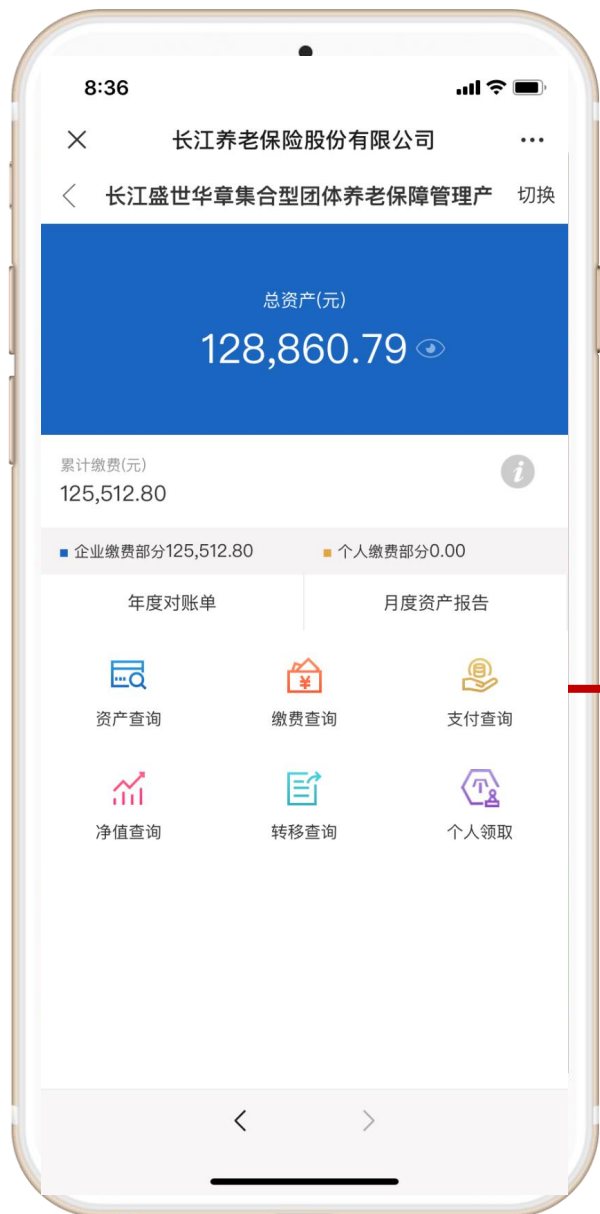 8:36
长江养老保险股份有限公司
长江盛世华章集合型团体养老保障管理产 切换
总资产(元)
128,860.79
累计缴费(元)
125,512.80
企业缴费部分125,512.80 个人缴费部分0.00
年度对账单 月度资产报告
资产查询 缴费查询 支付查询
净值查询 转移查询 个人领取